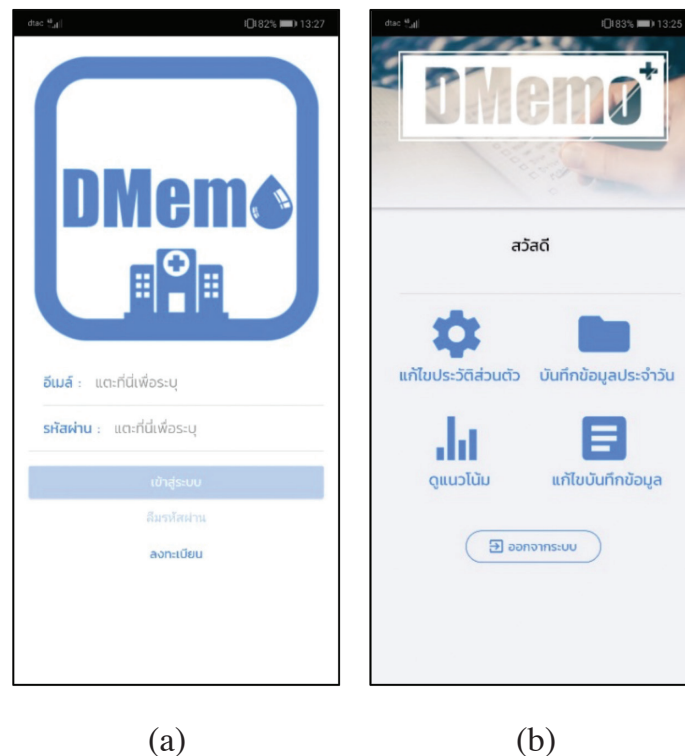 dtac 82% 13:27
DMemo
อีเมล์ : แตะที่นี่เพื่อระบุ
รหัสผ่าน : แตะที่นี่เพื่อระบุ
เข้าสู่ระบบ
ลืมรหัสผ่าน
ลงทะเบียน
(a)
dtac 83% 13:25
DMemo+
สวัสดี
แก้ไขประวัติส่วนตัว บันทึกข้อมูลประจำวัน
ดูแนวโน้ม แก้ไขบันทึกข้อมูล
ออกจากระบบ
(b)